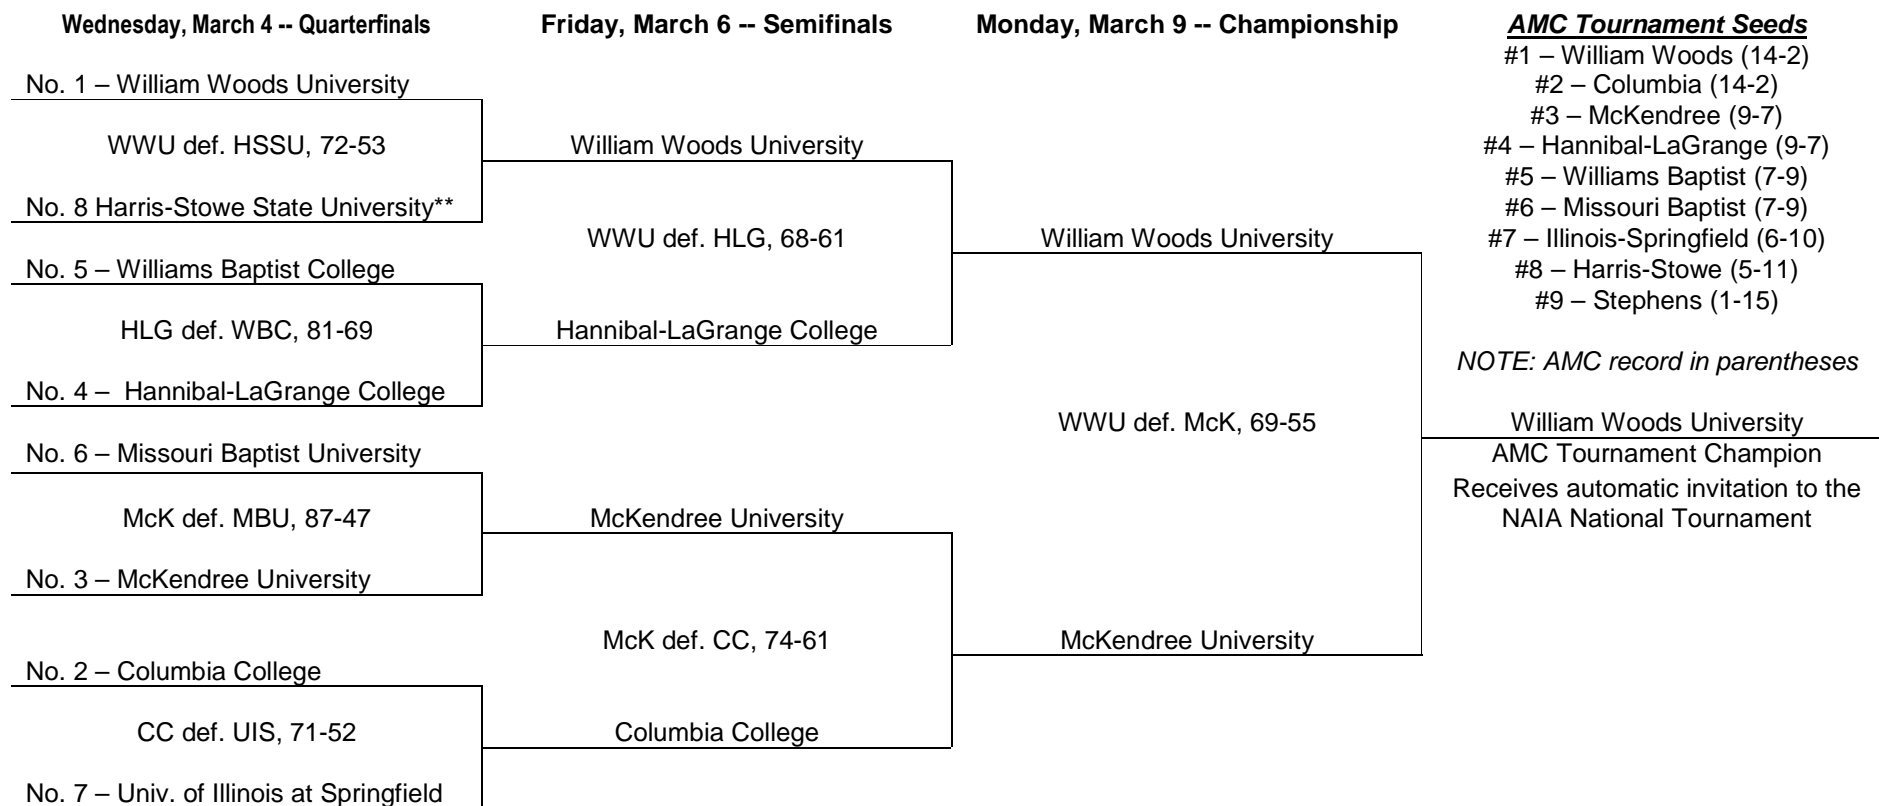 Wednesday, March 4 -- Quarterfinals
No. 1 – William Woods University
WWU def. HSSU, 72-53
No. 8 Harris-Stowe State University**
No. 5 – Williams Baptist College
HLG def. WBC, 81-69
No. 4 – Hannibal-LaGrange College
No. 6 – Missouri Baptist University
McK def. MBU, 87-47
No. 3 – McKendree University
No. 2 – Columbia College
CC def. UIS, 71-52
No. 7 – Univ. of Illinois at Springfield
Friday, March 6 -- Semifinals
William Woods University
WWU def. HLG, 68-61
Hannibal-LaGrange College
McKendree University
McK def. CC, 74-61
Columbia College
Monday, March 9 -- Championship
William Woods University
WWU def. McK, 69-55
McKendree University
AMC Tournament Seeds
#1 – William Woods (14-2)
#2 – Columbia (14-2)
#3 – McKendree (9-7)
#4 – Hannibal-LaGrange (9-7)
#5 – Williams Baptist (7-9)
#6 – Missouri Baptist (7-9)
#7 – Illinois-Springfield (6-10)
#8 – Harris-Stowe (5-11)
#9 – Stephens (1-15)
NOTE: AMC record in parentheses
William Woods University
AMC Tournament Champion
Receives automatic invitation to the
NAIA National Tournament